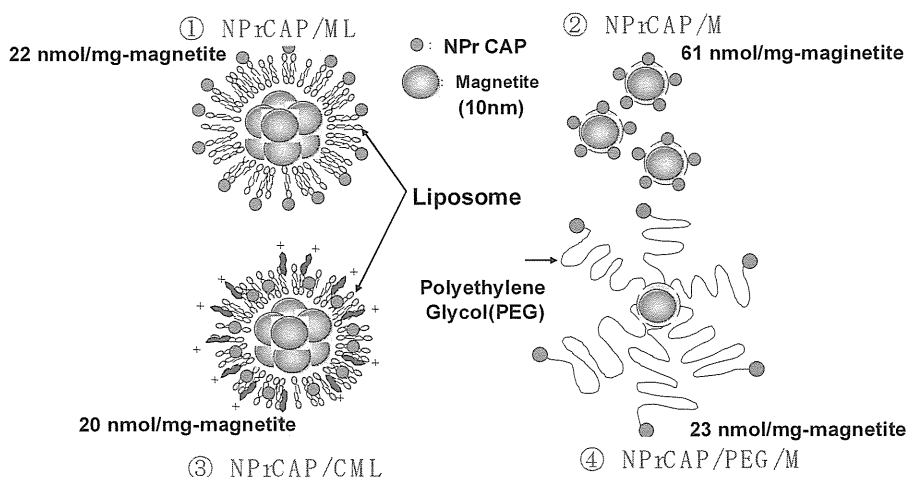 ① NPrCAP/ML
22 nmol/mg-magnetite
: NPr CAP
: Magnetite
(10nm)
② NPrCAP/M
61 nmol/mg-maginetite
Liposome
Polyethylene
Glycol(PEG)
20 nmol/mg-magnetite
③ NPrCAP/CML
23 nmol/mg-magnetite
④ NPrCAP/PEG/M
+
+
+
+
+
+
+
+
+
+
+
+